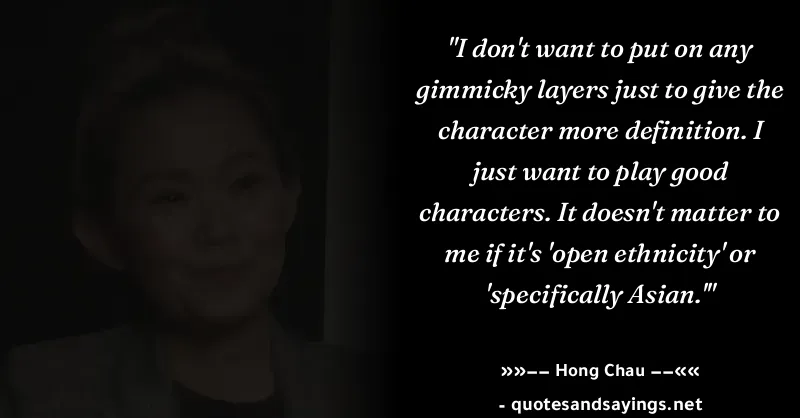 "I don't want to put on any
gimmicky layers just to give the
character more definition. I
just want to play good
characters. It doesn't matter to
me if it's 'open ethnicity' or
'specifically Asian.'"
»»−− Hong Chau −−««
- quotesandsayings.net